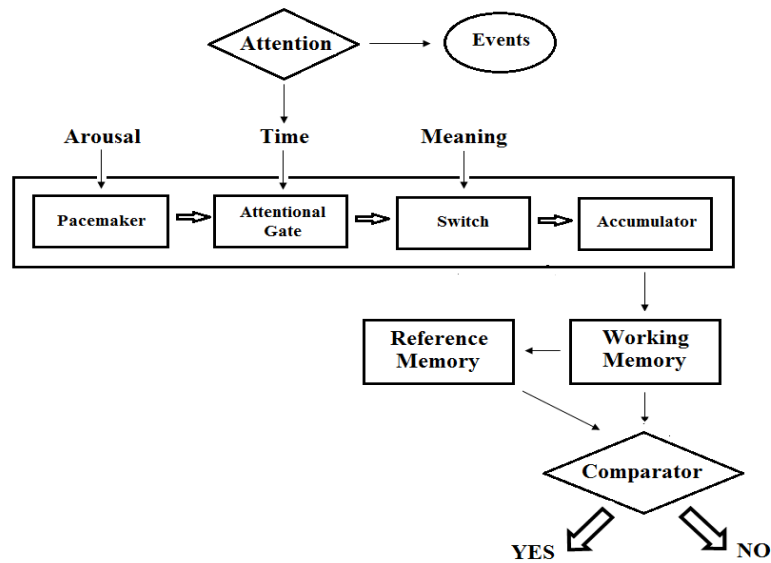 Attention
Events
Arousal
Time
Meaning
Pacemaker
Attentional
Gate
Switch
Accumulator
Reference
Memory
Working
Memory
Comparator
YES
NO